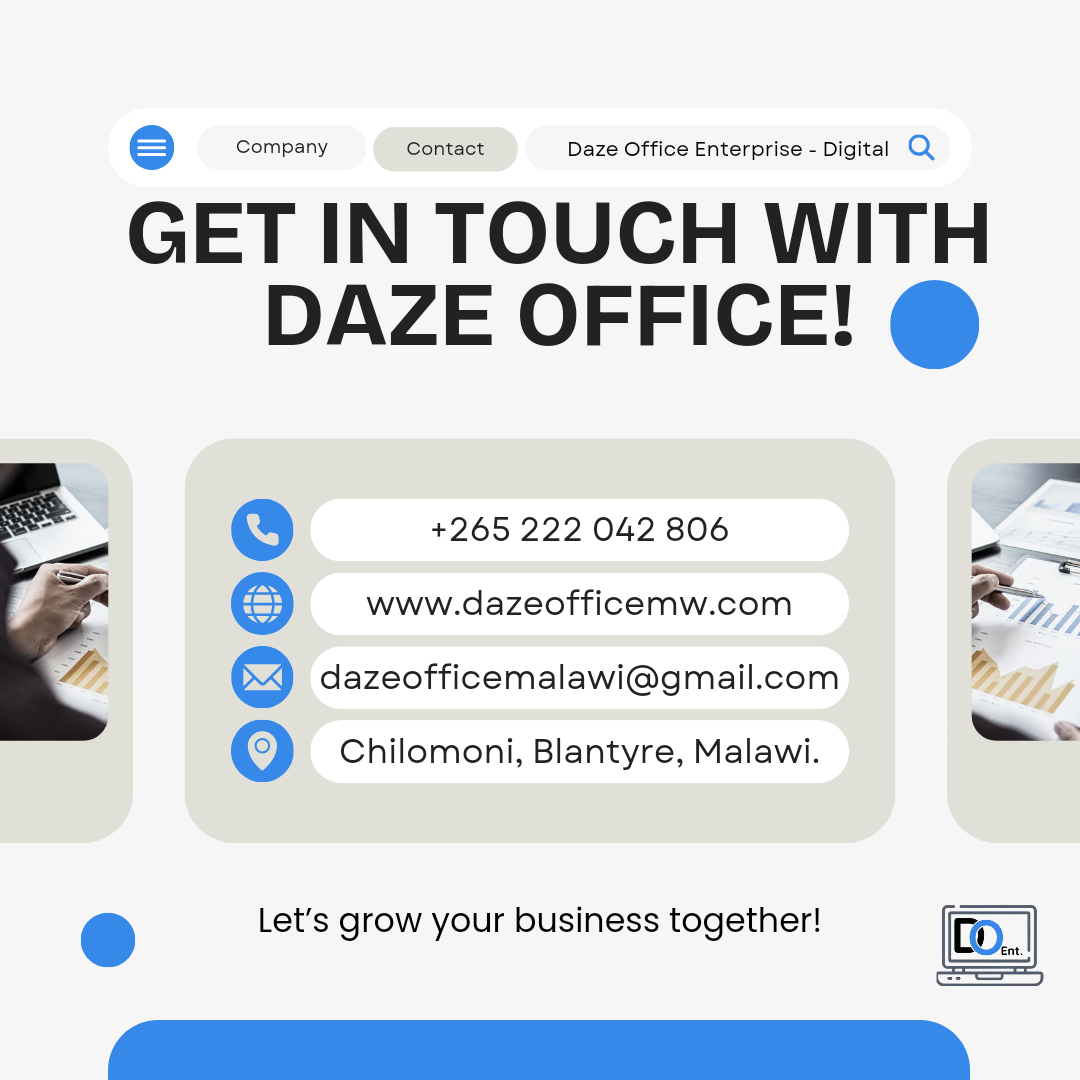 Company
Contact
Daze Office Enterprise - Digital
GET IN TOUCH WITH
DAZE OFFICE!
+265 222 042 806
www.dazeofficemw.com
dazeofficemalawi@gmail.com
Chilomoni, Blantyre, Malawi.
Let’s grow your business together!
DO
Ent.